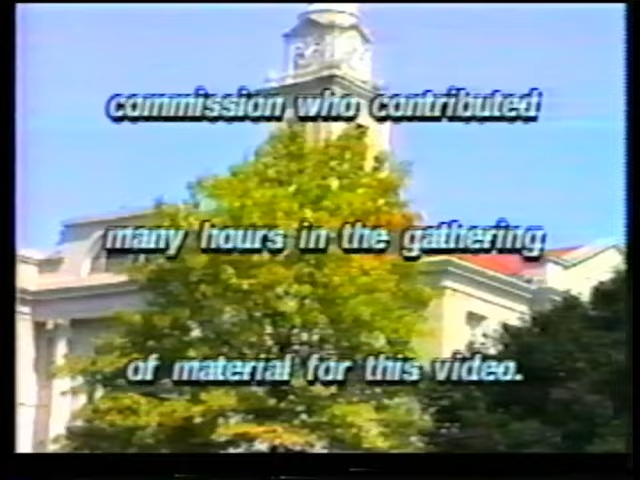 commission who contributed
many hours in the gathering
of material for this video.